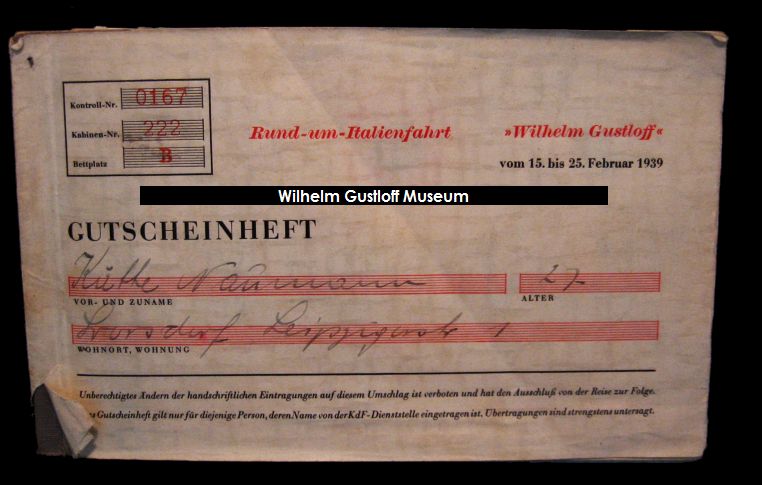 Kontroll-Nr. 0167
Kabinen-Nr. 222
Bettplatz B
Rund-um-Italienfahrt »Wilhelm Gustloff«
vom 15. bis 25. Februar 1939
Wilhelm Gustloff Museum
GUTSCHEINHEFT
Käthe Naumann 27
VOR- UND ZUNAME ALTER
Leipzigerstr 1
WOHNORT, WOHNUNG
Unberechtigtes Ändern der handschriftlichen Eintragungen auf diesem Umschlag ist verboten und hat den Ausschluß von der Reise zur Folge.
Gutscheinheft gilt nur für diejenige Person, deren Name von der KdF-Dienststelle eingetragen ist. Übertragungen sind strengstens untersagt.